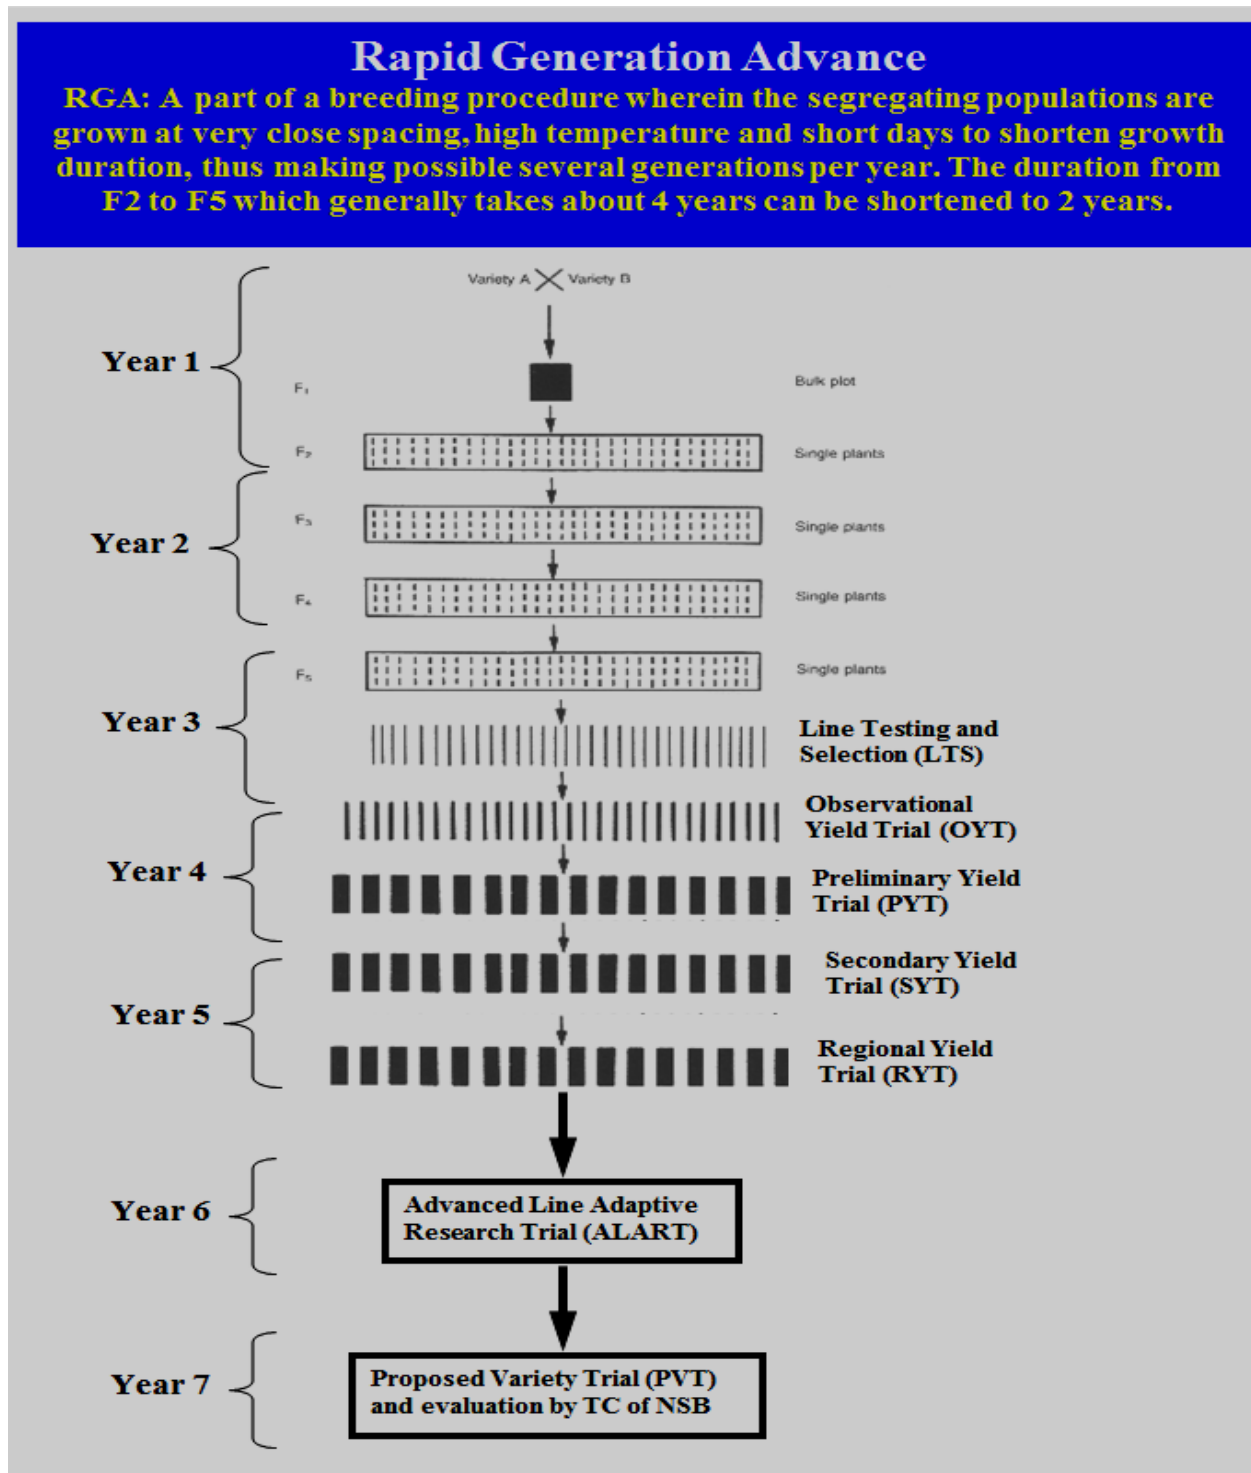 Rapid Generation Advance
RGA: A part of a breeding procedure wherein the segregating populations are
grown at very close spacing, high temperature and short days to shorten growth
duration, thus making possible several generations per year. The duration from
F2 to F5 which generally takes about 4 years can be shortened to 2 years.
Variety A Variety B
Year 1
F₁
Bulk plot
F₂
Single plants
Year 2
F₃
Single plants
F₄
Single plants
Year 3
F₅
Single plants
Line Testing and
Selection (LTS)
Year 4
Observational
Yield Trial (OYT)
Preliminary Yield
Trial (PYT)
Year 5
Secondary Yield
Trial (SYT)
Regional Yield
Trial (RYT)
Year 6
Advanced Line Adaptive
Research Trial (ALART)
Year 7
Proposed Variety Trial (PVT)
and evaluation by TC of NSB